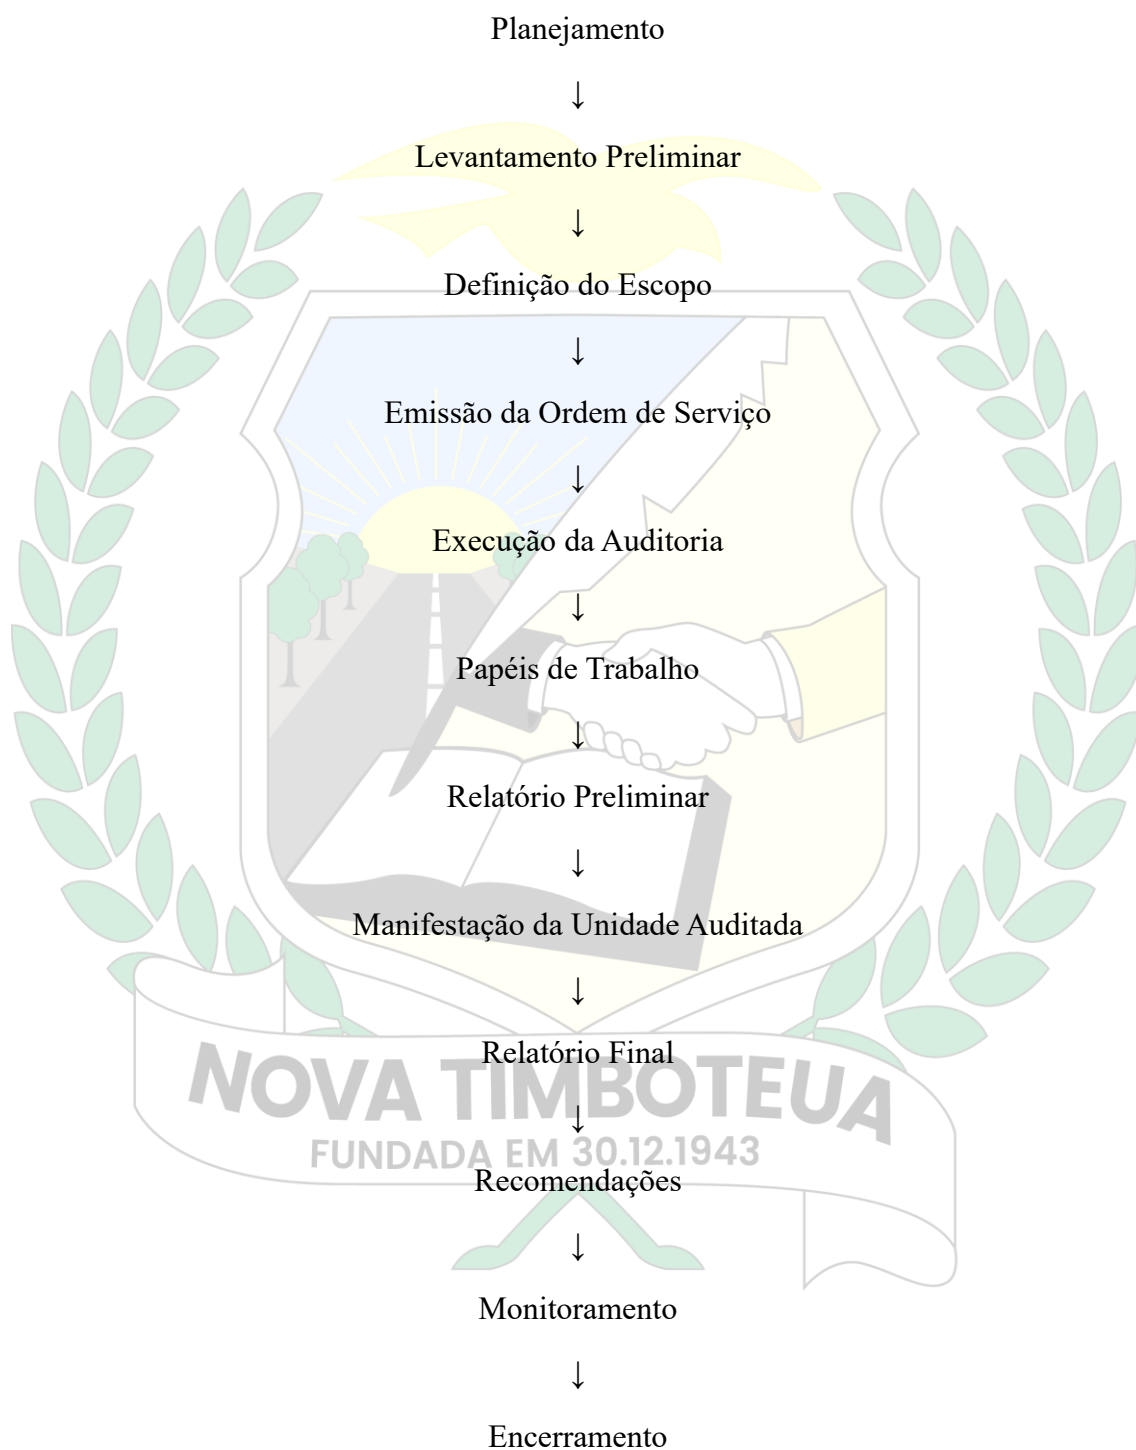 Planejamento
↓
Levantamento Preliminar
↓
Definição do Escopo
↓
Emissão da Ordem de Serviço
↓
Execução da Auditoria
↓
Papéis de Trabalho
↓
Relatório Preliminar
↓
Manifestação da Unidade Auditada
↓
Relatório Final
NOVA TIMBOTEUA
↓
FUNDADA EM 30.12.1943
Recomendações
↓
Monitoramento
↓
Encerramento